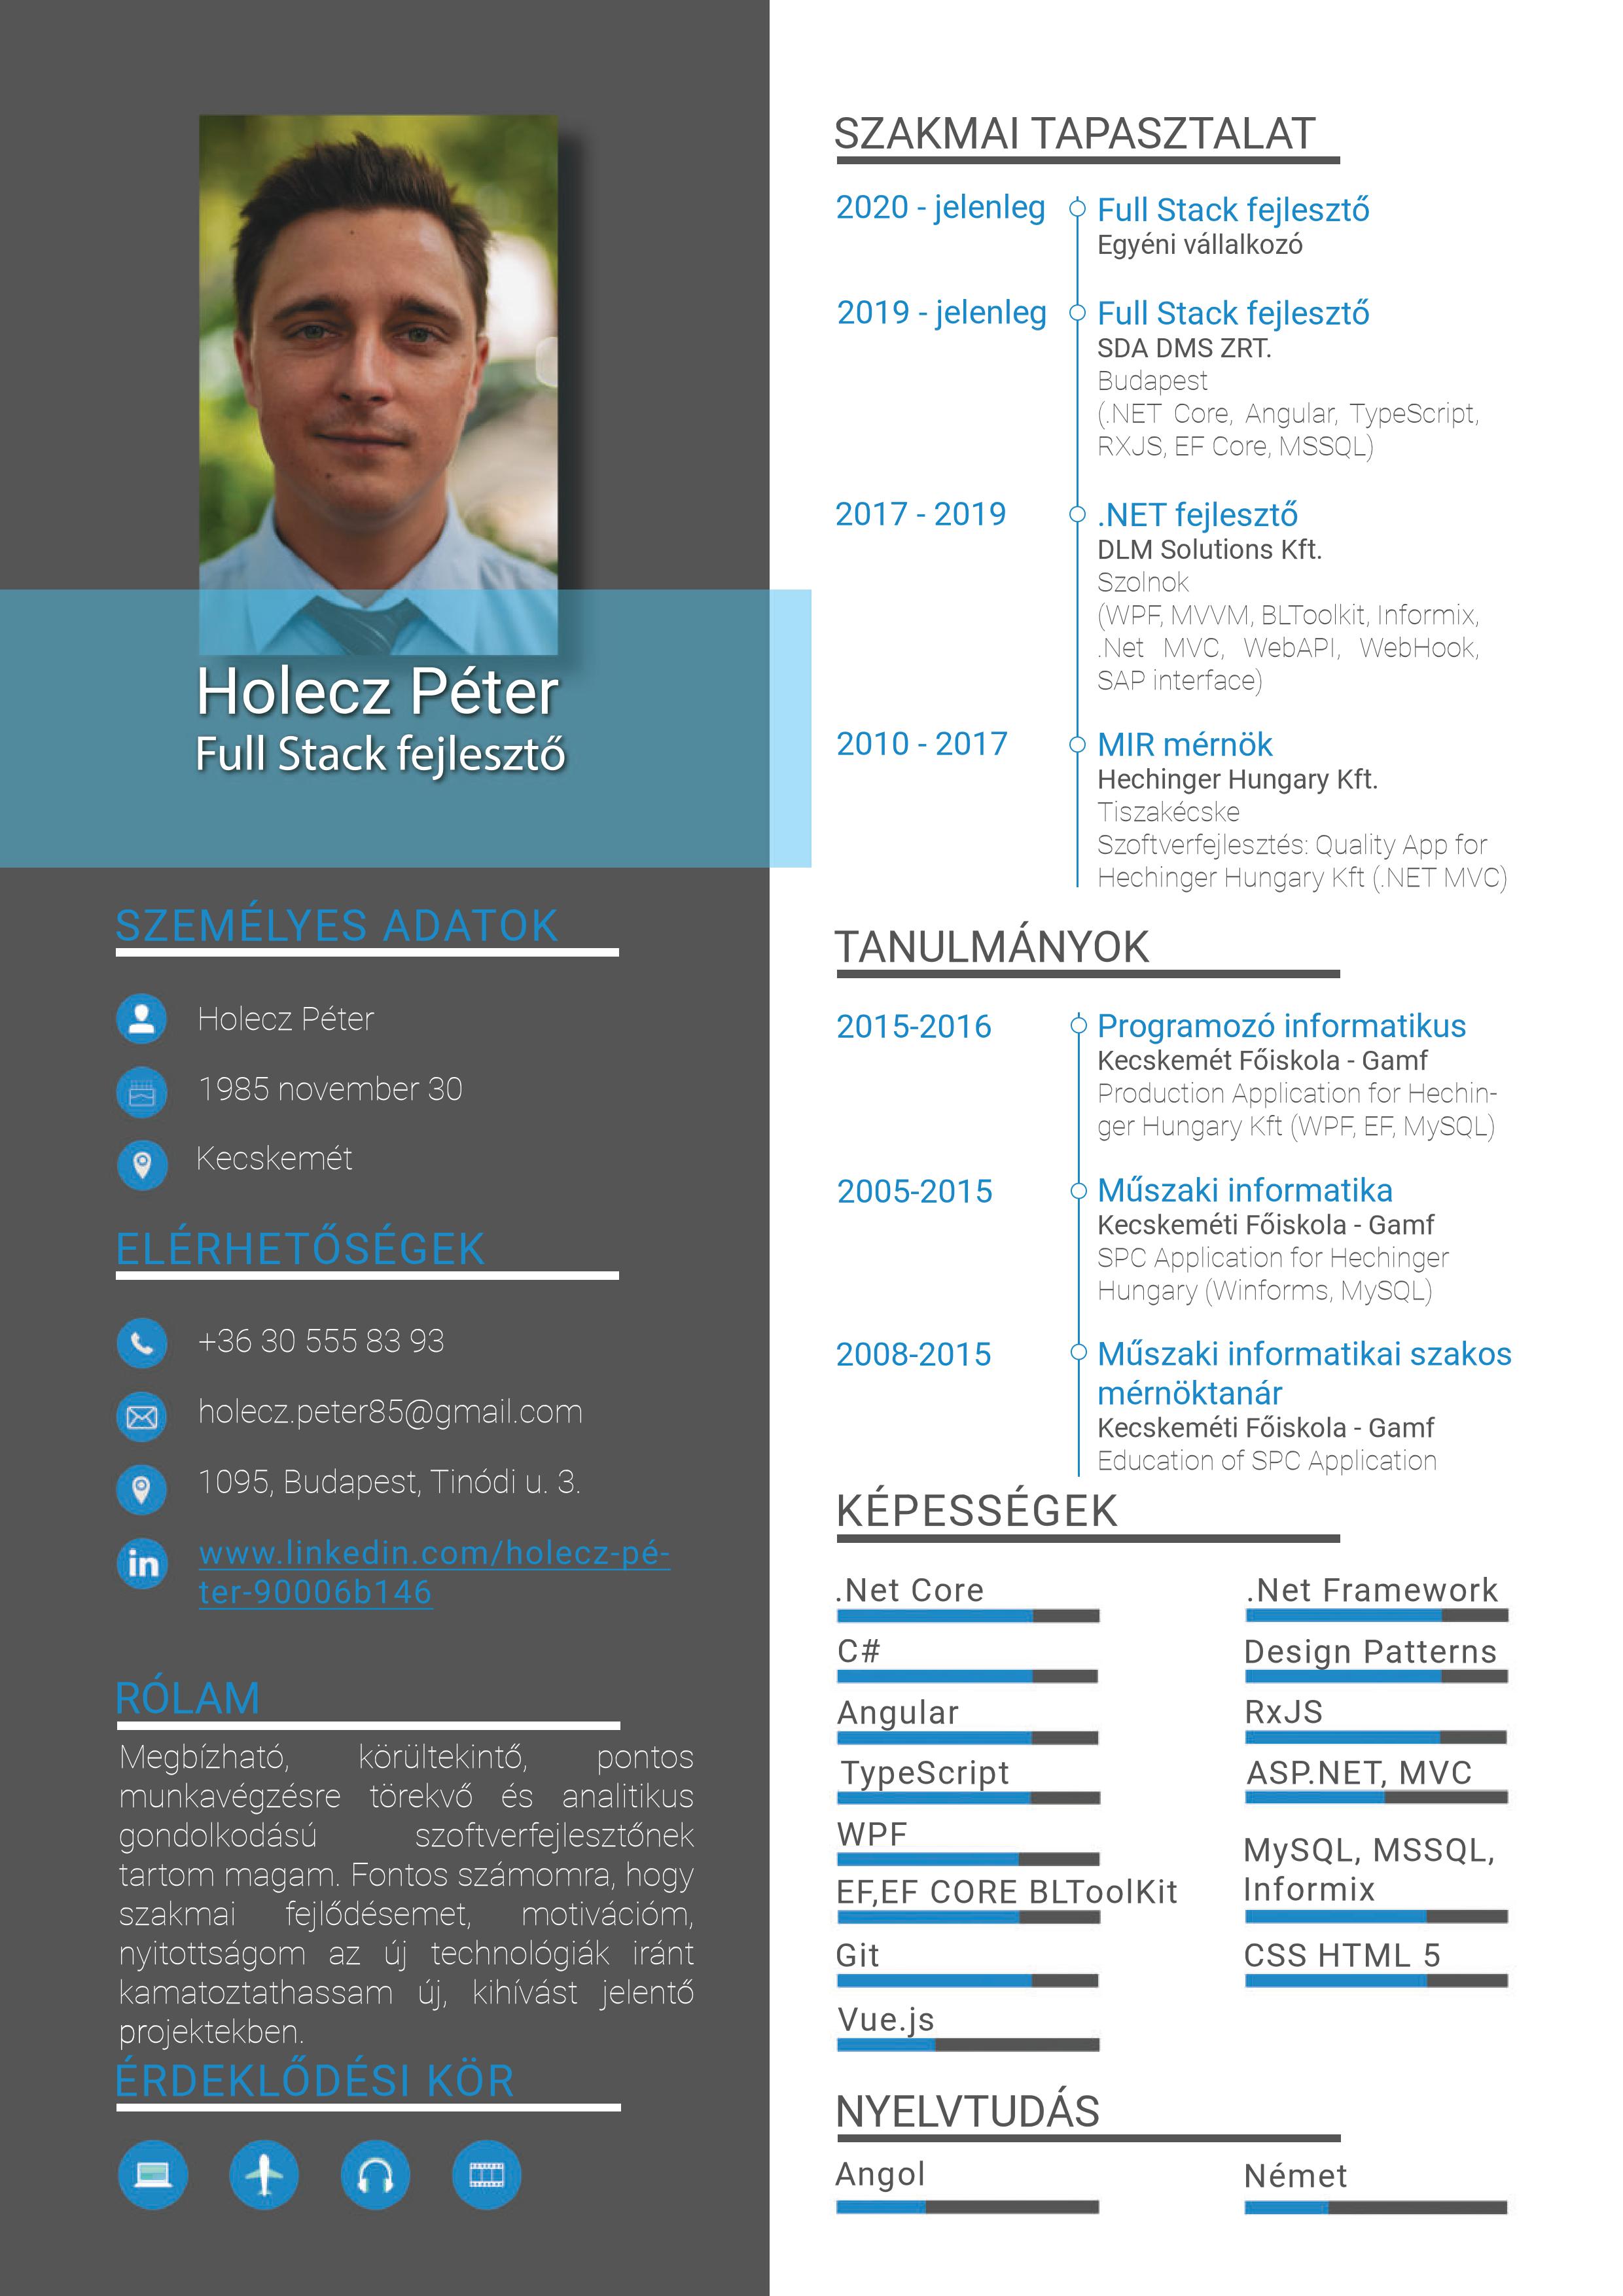 Holecz Péter
Full Stack fejlesztő
SZEMÉLYES ADATOK
Holecz Péter
1985 november 30
Kecskemét
ELÉRHETŐSÉGEK
+36 30 555 83 93
holecz.peter85@gmail.com
1095, Budapest, Tinódi u. 3.
in
www.linkedin.com/holecz-pé-
ter-90006b146
RÓLAM
Megbízható, körültekintő, pontos
munkavégzésre törekvő és analitikus
gondolkodású szoftverfejlesztőnek
tartom magam. Fontos számomra, hogy
szakmai fejlődésemet, motivációm,
nyitottságom az új technológiák iránt
kamatoztathassam új, kihívást jelentő
projektekben.
ÉRDEKLŐDÉSI KÖR
SZAKMAI TAPASZTALAT
2020 - jelenleg
Full Stack fejlesztő
Egyéni vállalkozó
2019 - jelenleg
Full Stack fejlesztő
SDA DMS ZRT.
Budapest
(.NET Core, Angular, TypeScript,
RXJS, EF Core, MSSQL)
2017 - 2019
.NET fejlesztő
DLM Solutions Kft.
Szolnok
(WPF, MVVM, BLToolkit, Informix,
.Net MVC, WebAPI, WebHook,
SAP interface)
2010 - 2017
MIR mérnök
Hechinger Hungary Kft.
Tiszakécske
Szoftverfejlesztés: Quality App for
Hechinger Hungary Kft (.NET MVC)
TANULMÁNYOK
2015-2016
Programozó informatikus
Kecskemét Főiskola - Gamf
Production Application for Hechin-
ger Hungary Kft (WPF, EF, MySQL)
2005-2015
Műszaki informatika
Kecskeméti Főiskola - Gamf
SPC Application for Hechinger
Hungary (Winforms, MySQL)
2008-2015
Műszaki informatikai szakos
mérnöktanár
Kecskeméti Főiskola - Gamf
Education of SPC Application
KÉPESSÉGEK
.Net Core
.Net Framework
C#
Design Patterns
Angular
RxJS
TypeScript
ASP.NET, MVC
WPF
MySQL, MSSQL,
Informix
EF,EF CORE BLToolKit
Git
CSS HTML 5
Vue.js
NYELVTUDÁS
Angol
Német